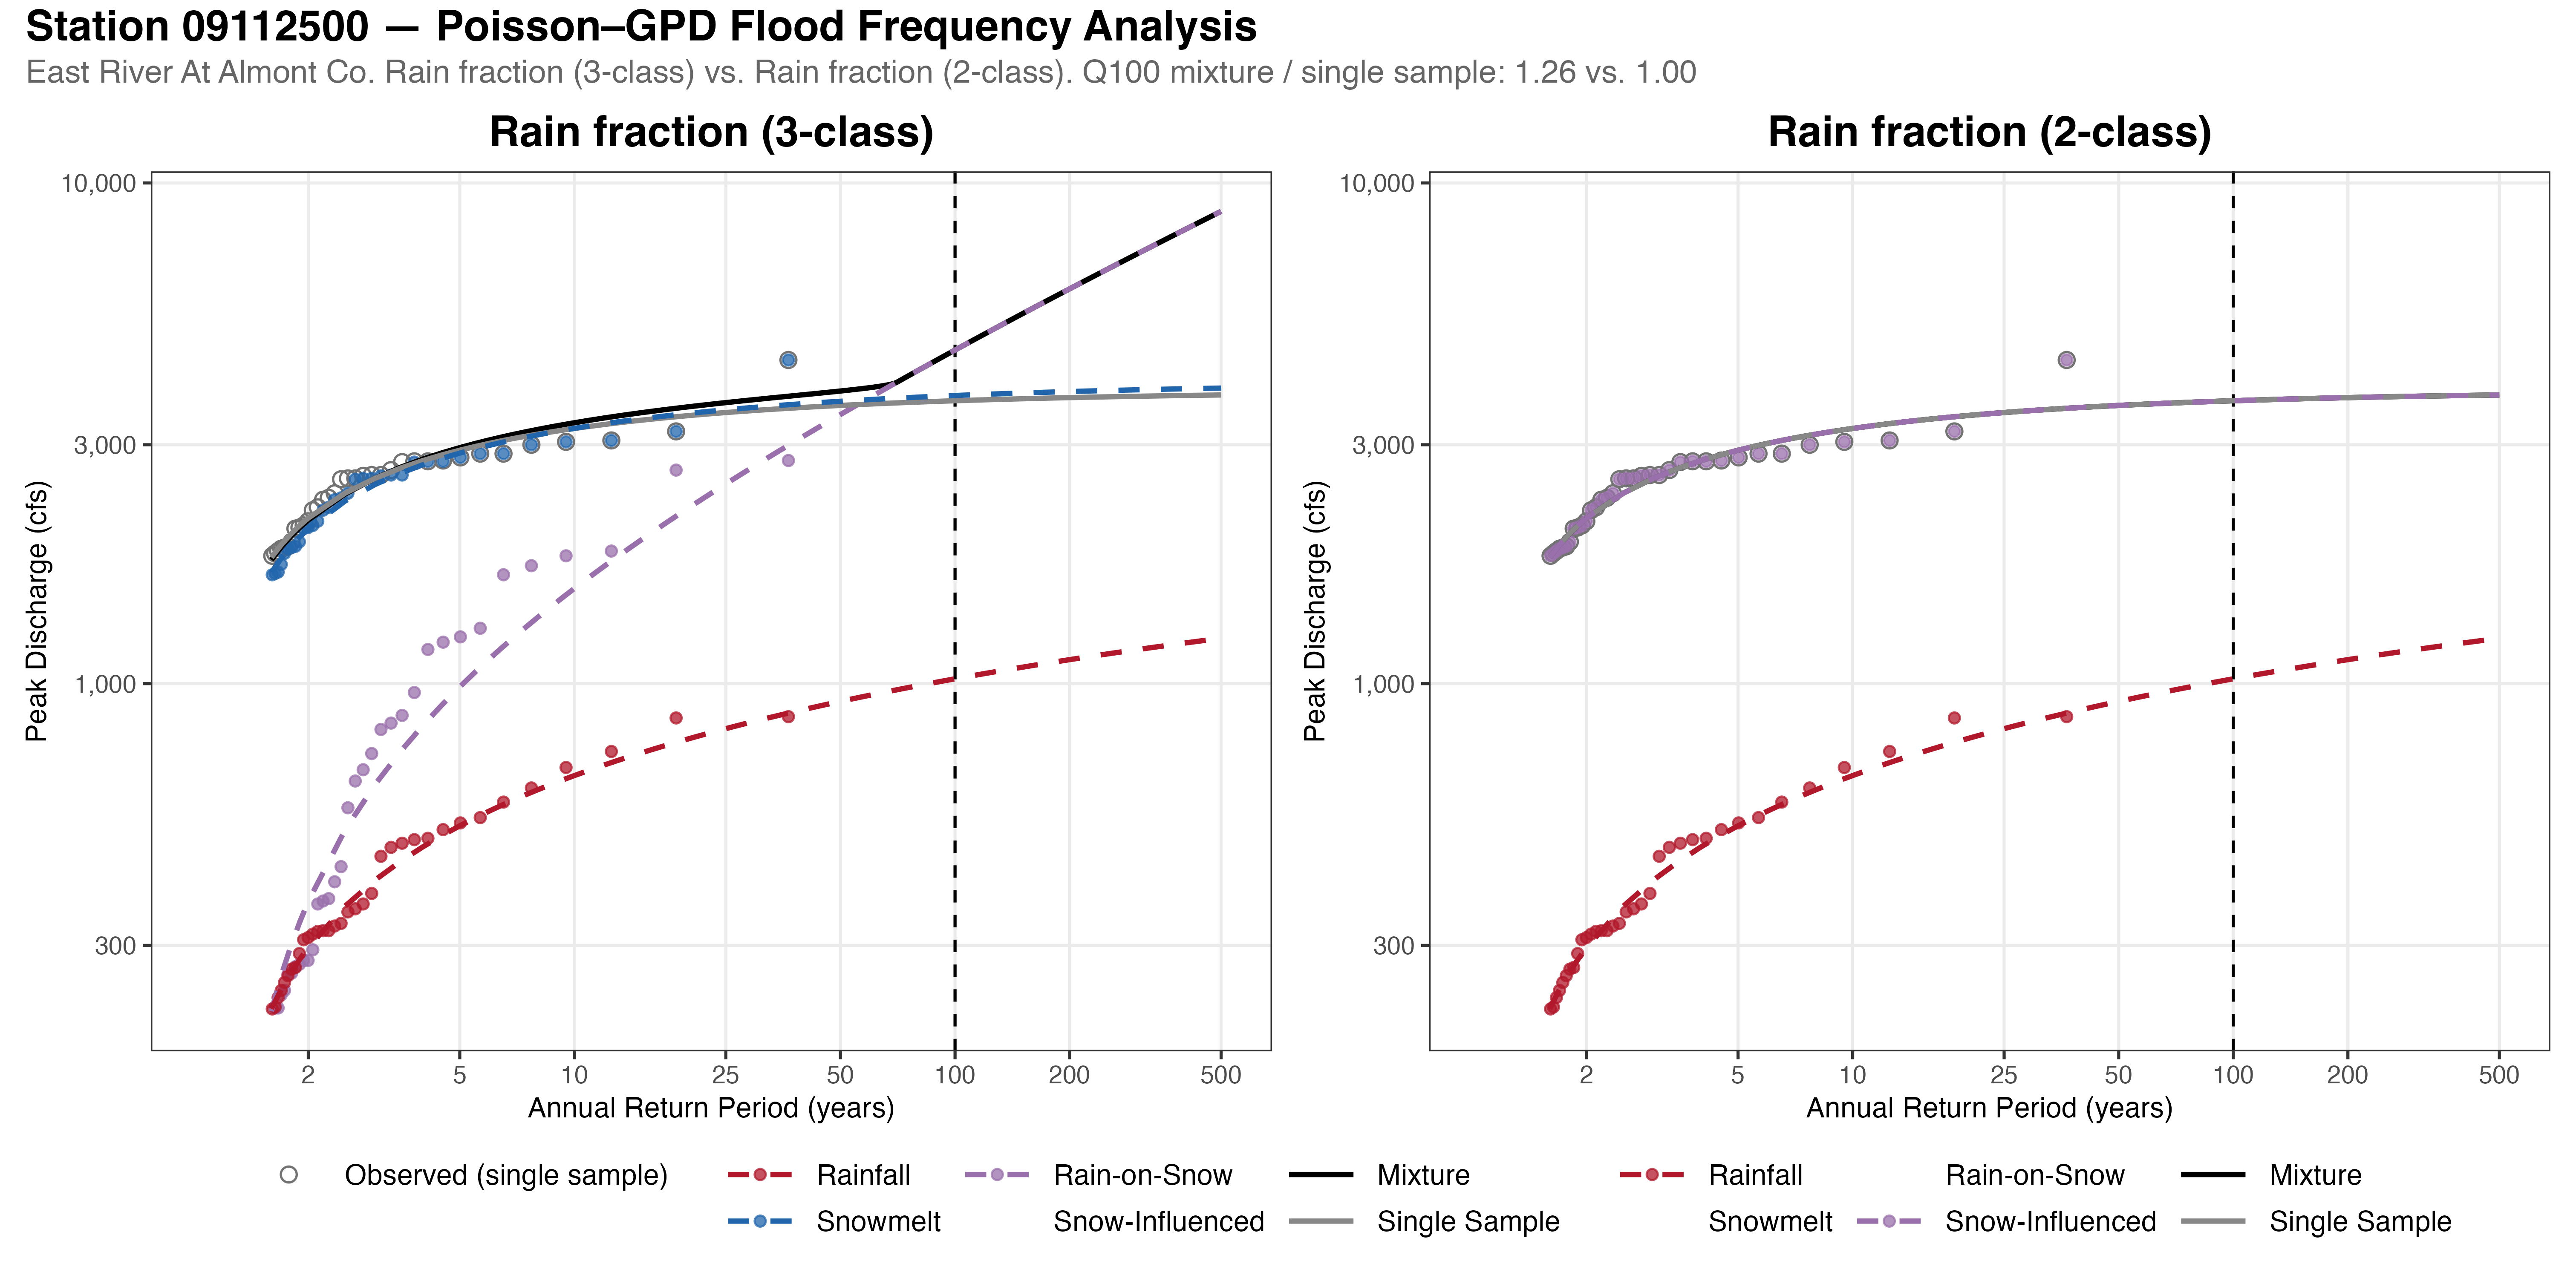 Station 09112500 — Poisson–GPD Flood Frequency Analysis
East River At Almont Co. Rain fraction (3-class) vs. Rain fraction (2-class). Q100 mixture / single sample: 1.26 vs. 1.00
Rain fraction (3-class)
10,000
3,000
1,000
300
Peak Discharge (cfs)
2 5 10 25 50 100 200 500
Annual Return Period (years)
Rain fraction (2-class)
10,000
3,000
1,000
300
Peak Discharge (cfs)
2 5 10 25 50 100 200 500
Annual Return Period (years)
Observed (single sample) Rainfall Rain-on-Snow Mixture Rainfall Rain-on-Snow Mixture
Snowmelt Snow-Influenced Single Sample Snowmelt Snow-Influenced Single Sample